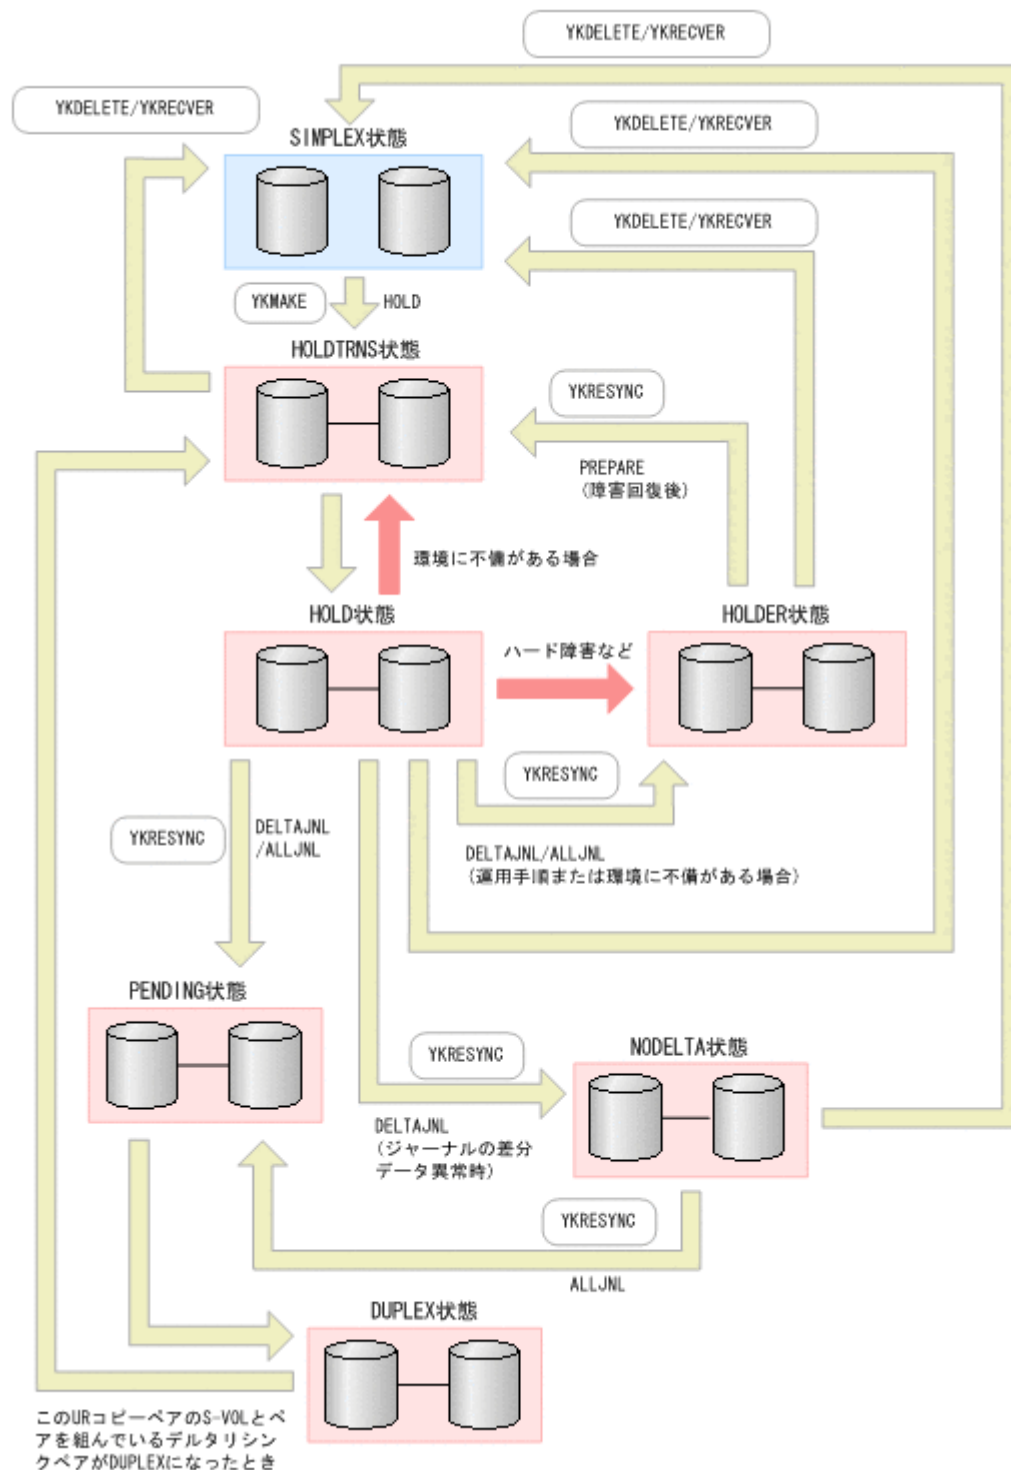 YKDELETE/YKRECVER
YKDELETE/YKRECVER
YKDELETE/YKRECVER
SIMPLEX状態
YKDELETE/YKRECVER
YKMAKE
HOLD
HOLDTRNS状態
YKRESYNC
PREPARE
(障害回復後)
環境に不備がある場合
HOLD状態
HOLDER状態
ハード障害など
YKRESYNC
YKRESYNC
DELTAJNL
/ALLJNL
DELTAJNL/ALLJNL
(運用手順または環境に不備がある場合)
PENDING状態
YKRESYNC
NODELTA状態
DELTAJNL
(ジャーナルの差分
データ異常時)
YKRESYNC
ALLJNL
DUPLEX状態
このURコピーペアのS-VOLとペ
アを組んでいるデルタリシン
クペアがDUPLEXになったとき